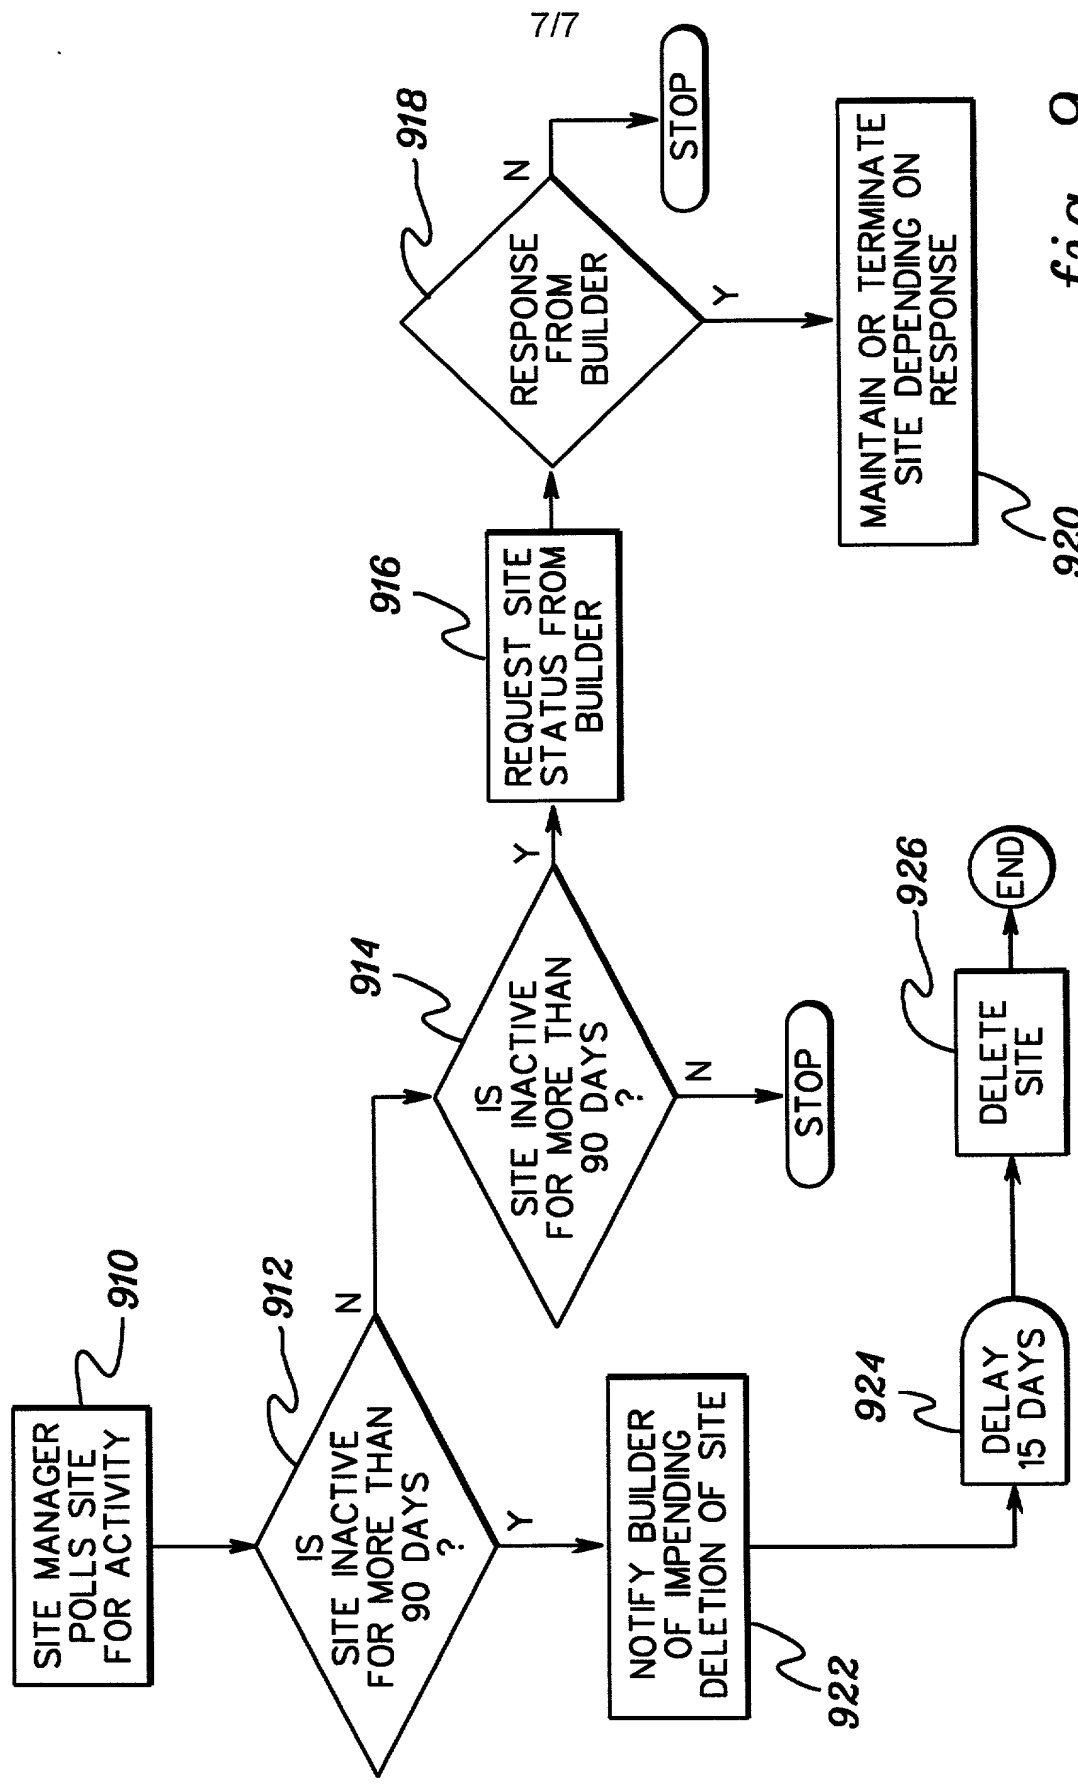 7/7
910
SITE MANAGER
POLLS SITE
FOR ACTIVITY
912
IS
SITE INACTIVE
FOR MORE THAN
90 DAYS
?
N
Y
914
IS
SITE INACTIVE
FOR MORE THAN
90 DAYS
?
Y
N
STOP
916
REQUEST SITE
STATUS FROM
BUILDER
918
RESPONSE
FROM
BUILDER
N
STOP
Y
MAINTAIN OR TERMINATE
SITE DEPENDING ON
RESPONSE
920
NOTIFY BUILDER
OF IMPENDING
DELETION OF SITE
922
924
DELAY
15 DAYS
926
DELETE
SITE
END
fig. 9